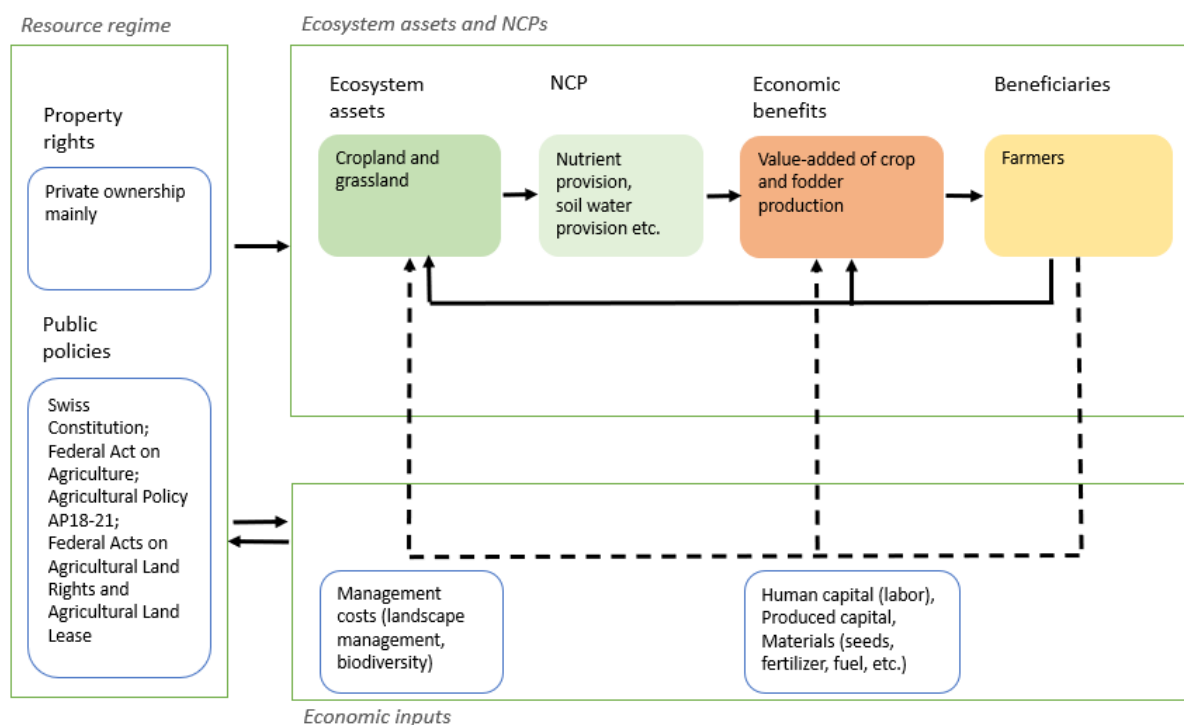 Resource regime
Property
rights
Private ownership
mainly
Public
policies
Swiss
Constitution;
Federal Act on
Agriculture;
Agricultural Policy
AP18-21;
Federal Acts on
Agricultural Land
Rights and
Agricultural Land
Lease
Ecosystem assets and NCPs
Ecosystem
assets
Cropland and
grassland
NCP
Nutrient
provision,
soil water
provision etc.
Economic
benefits
Value-added of crop
and fodder
production
Beneficiaries
Farmers
Management
costs (landscape
management,
biodiversity)
Human capital (labor),
Produced capital,
Materials (seeds,
fertilizer, fuel, etc.)
Economic inputs